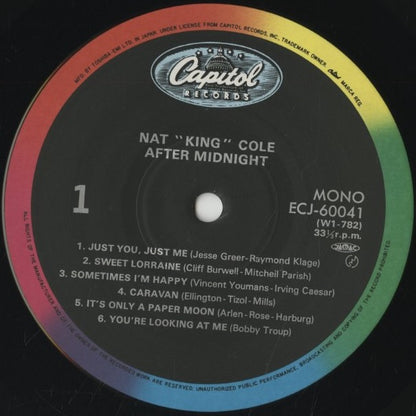 MFD. BY TOSHIBA-EMI LTD. IN JAPAN, UNDER LICENSE FROM CAPITOL RECORDS, INC., TRADEMARK OWNER.
Capitol MARCA REG.
Capitol
RECORDS
NAT "KING" COLE
AFTER MIDNIGHT
1
MONO
ECJ-60041
(W1-782)
33⅓r.p.m.
1. JUST YOU, JUST ME (Jesse Greer-Raymond Klage)
2. SWEET LORRAINE (Cliff Burwell-Mitcheil Parish)
3. SOMETIMES I'M HAPPY (Vincent Youmans-Irving Caesar)
4. CARAVAN (Ellington-Tizol-Mills)
5. IT'S ONLY A PAPER MOON (Arlen-Rose-Harburg)
6. YOU'RE LOOKING AT ME (Bobby Troup)
ALL RIGHTS OF THE MANUFACTURER AND OF THE OWNER OF THE RECORDED WORK ARE RESERVED. UNAUTHORIZED PUBLIC PERFORMANCE, BROADCASTING AND COPYING OF THIS RECORD PROHIBITED.